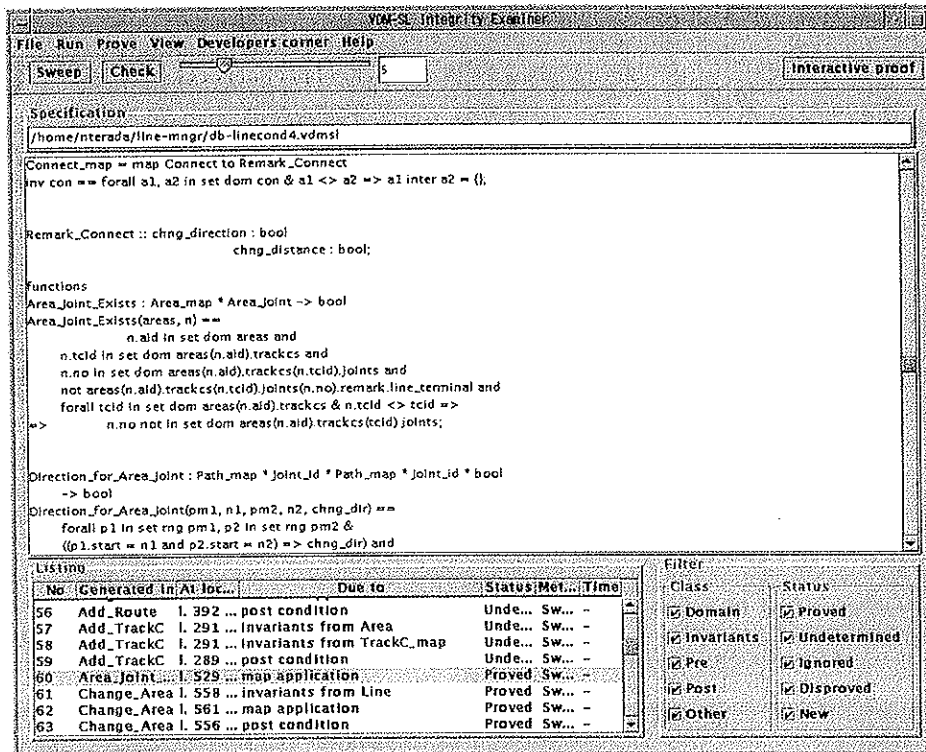 VDM-SL Integrity Examiner
File Run Prove View Developers corner Help
Sweep Check 5 Interactive proof
Specification
/home/nterada/line-mngr/db-linecond4.vdmsl
Connect_map = map Connect to Remark_Connect
inv con == forall a1, a2 in set dom con & a1 <> a2 => a1 inter a2 = {};
Remark_Connect :: chng_direction : bool
chng_distance : bool;
functions
Area_Joint_Exists : Area_map * Area_Joint -> bool
Area_Joint_Exists(areas, n) ==
n.aid in set dom areas and
n.tcid in set dom areas(n.aid).trackcs and
n.no in set dom areas(n.aid).trackcs(n.tcid).joints and
not areas(n.aid).trackcs(n.tcid).joints(n.no).remark.line_terminal and
forall tcid in set dom areas(n.aid).trackcs & n.tcid <> tcid =>
=> n.no not in set dom areas(n.aid).trackcs(tcid).joints;
Direction_for_Area_Joint : Path_map * Joint_Id * Path_map * Joint_Id * bool
-> bool
Direction_for_Area_Joint(pm1, n1, pm2, n2, chng_dir) ==
forall p1 in set rng pm1, p2 in set rng pm2 &
((p1.start = n1 and p2.start = n2) => chng_dir) and
Listing
No Generated in At loc... Due to Status Met... Time
56 Add_Route l. 392 ... post condition Unde... Sw... -
57 Add_TrackC l. 291 ... invariants from Area Unde... Sw... -
58 Add_TrackC l. 291 ... invariants from TrackC_map Unde... Sw... -
59 Add_TrackC l. 289 ... post condition Unde... Sw... -
60 Area_Joint_... l. 529 ... map application Proved Sw... -
61 Change_Area l. 558 ... invariants from Line Proved Sw... -
62 Change_Area l. 561 ... map application Proved Sw... -
63 Change_Area l. 556 ... post condition Proved Sw... -
Filter
Class Status
Domain Proved
Invariants Undetermined
Pre Ignored
Post Disproved
Other New